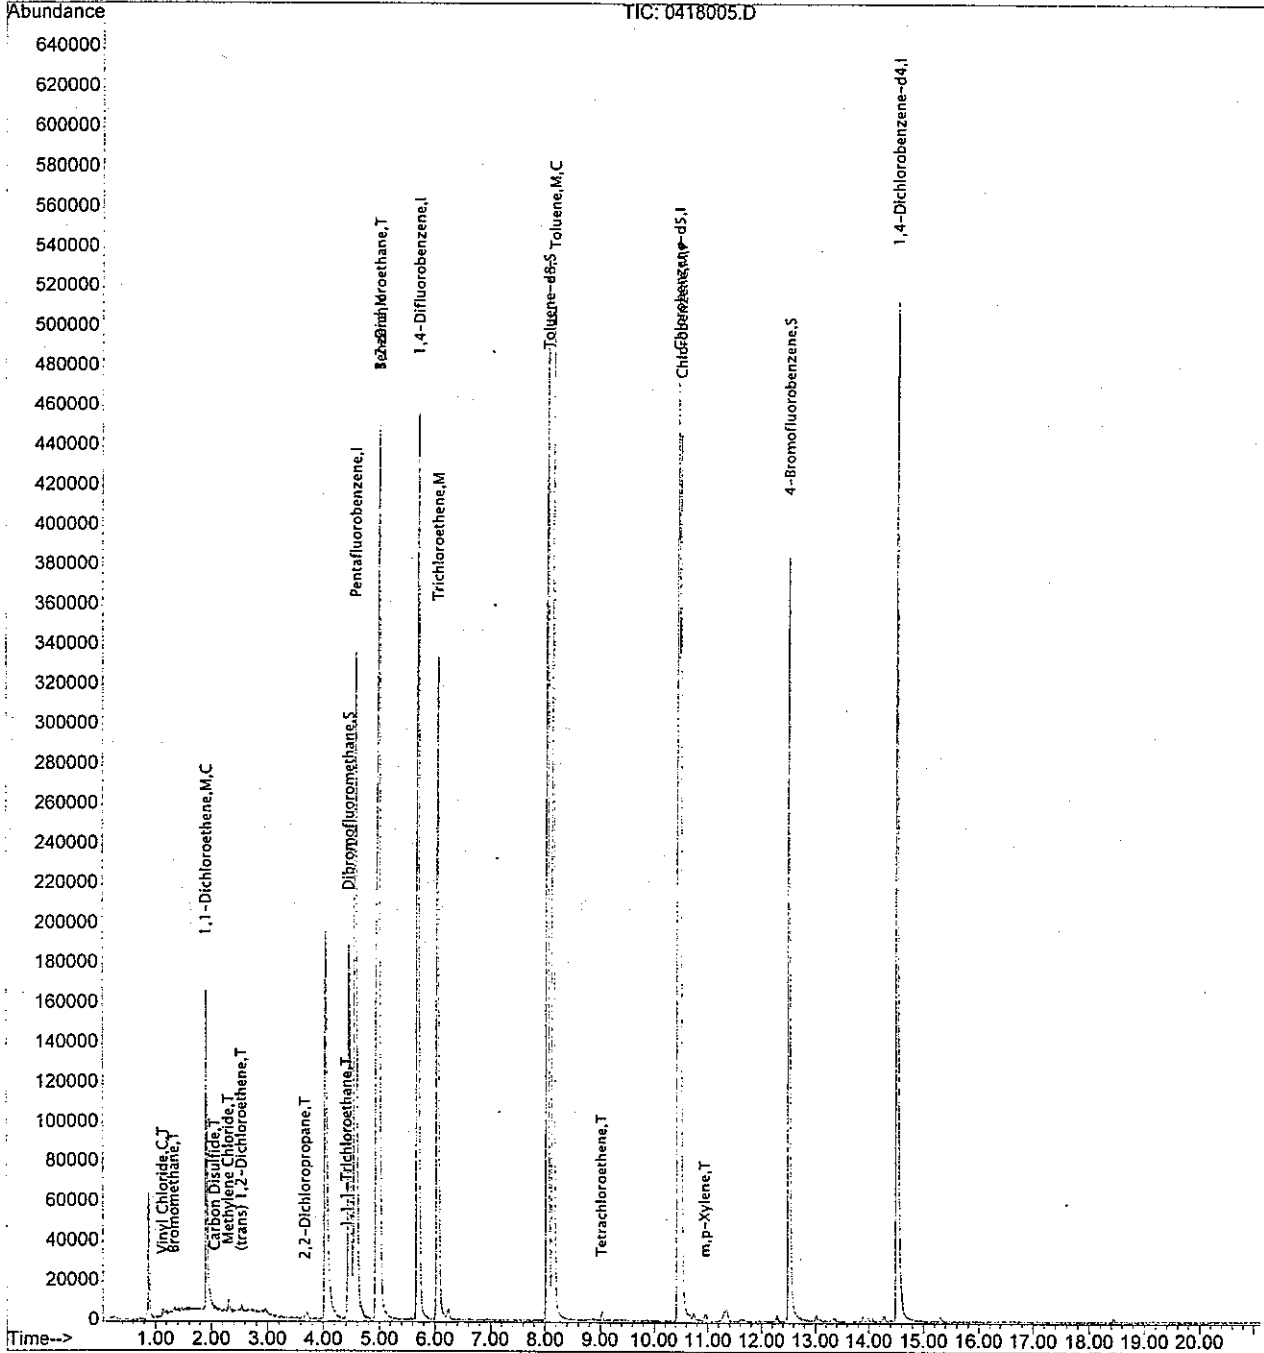 Abundance
TIC: 0418005.D
640000
620000
600000
580000
560000
540000
520000
500000
480000
460000
440000
420000
400000
380000
360000
340000
320000
300000
280000
260000
240000
220000
200000
180000
160000
140000
120000
100000
80000
60000
40000
20000
0
Vinyl Chloride,C,T
Bromomethane,T
1,1-Dichloroethene,M,C
Carbon Disulfide,T
Methylene Chloride,T
(trans) 1,2-Dichloroethene,T
2,2-Dichloropropane,T
1,1,1-Trichloroethane,T
Dibromofluoromethane,S
Pentafluorobenzene,I
1,4-Difluorobenzene,I
Trichloroethene,M
Toluene-d8,S
Toluene,M,C
Tetrachloroethene,T
m,p-Xylene,T
4-Bromofluorobenzene,S
1,4-Dichlorobenzene-d4,I
Time-->
1.00 2.00 3.00 4.00 5.00 6.00 7.00 8.00 9.00 10.00 11.00 12.00 13.00 14.00 15.00 16.00 17.00 18.00 19.00 20.00